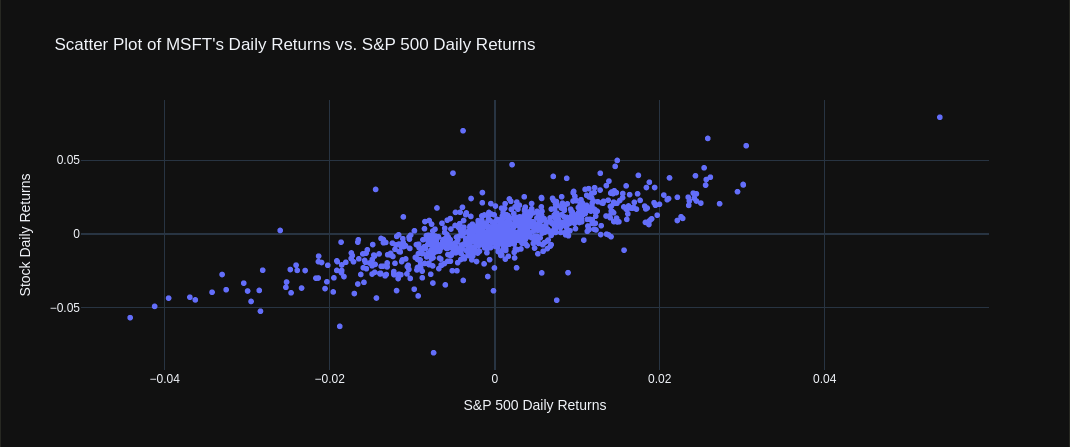 Scatter Plot of MSFT's Daily Returns vs. S&P 500 Daily Returns
Stock Daily Returns
0.05
0
−0.05
−0.04
−0.02
0
0.02
0.04
S&P 500 Daily Returns